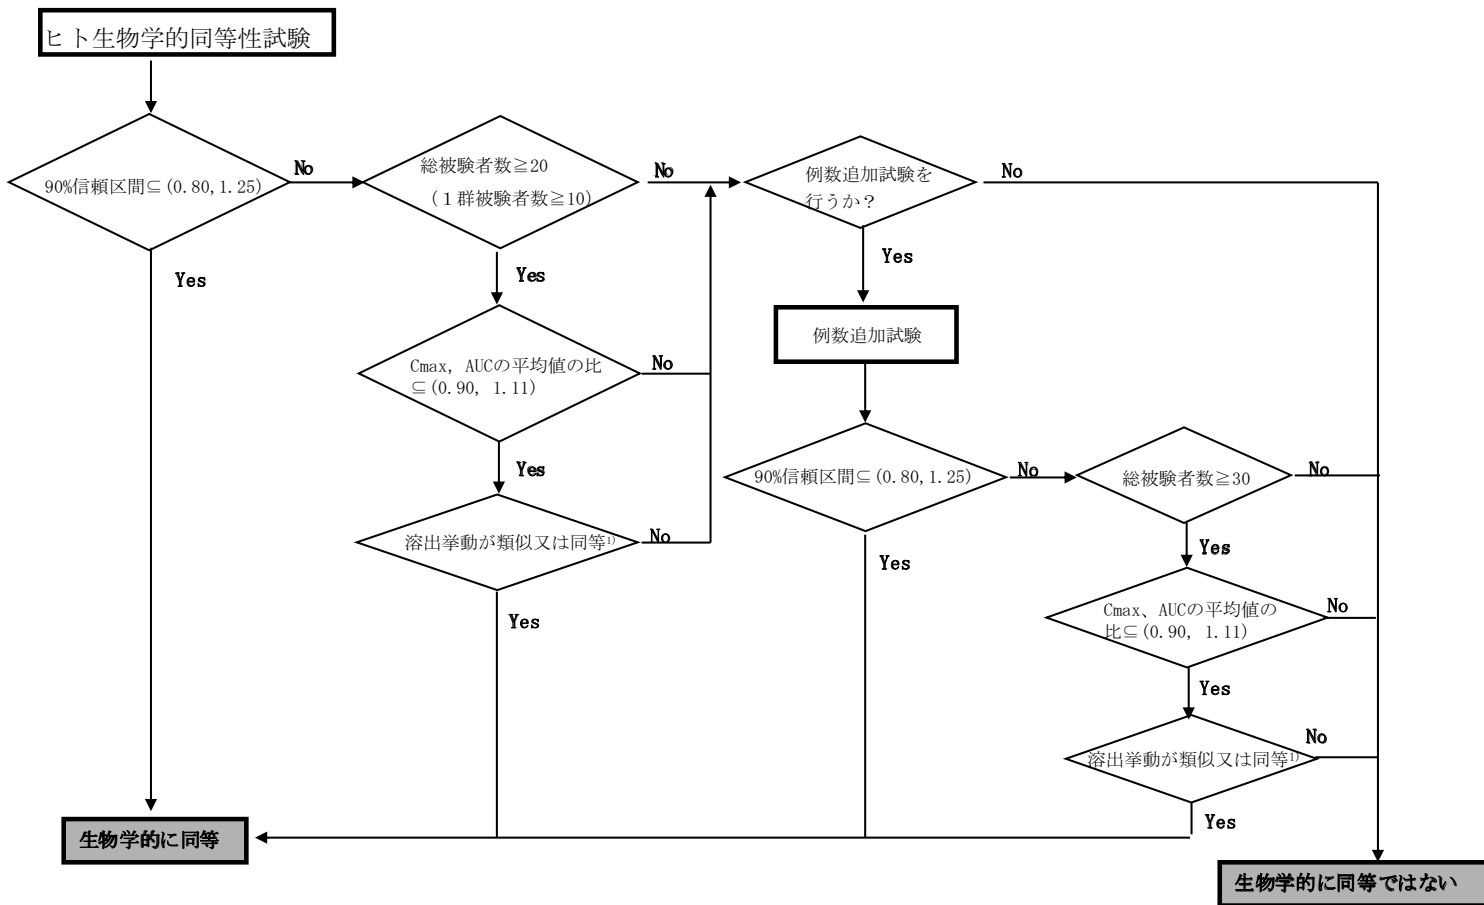 ヒト生物学的同等性試験
90%信頼区間⊆(0.80,1.25)
No
総被験者数≧20
(１群被験者数≧10)
No
例数追加試験を
行うか？
No
Yes
Yes
Yes
例数追加試験
Cmax, AUCの平均値の比
⊆(0.90, 1.11)
No
Yes
90%信頼区間⊆(0.80,1.25)
No
総被験者数≧30
No
溶出挙動が類似又は同等1)
No
Yes
Yes
Yes
Cmax、AUCの平均値の
比⊆(0.90, 1.11)
No
Yes
溶出挙動が類似又は同等1)
No
Yes
生物学的に同等
生物学的に同等ではない